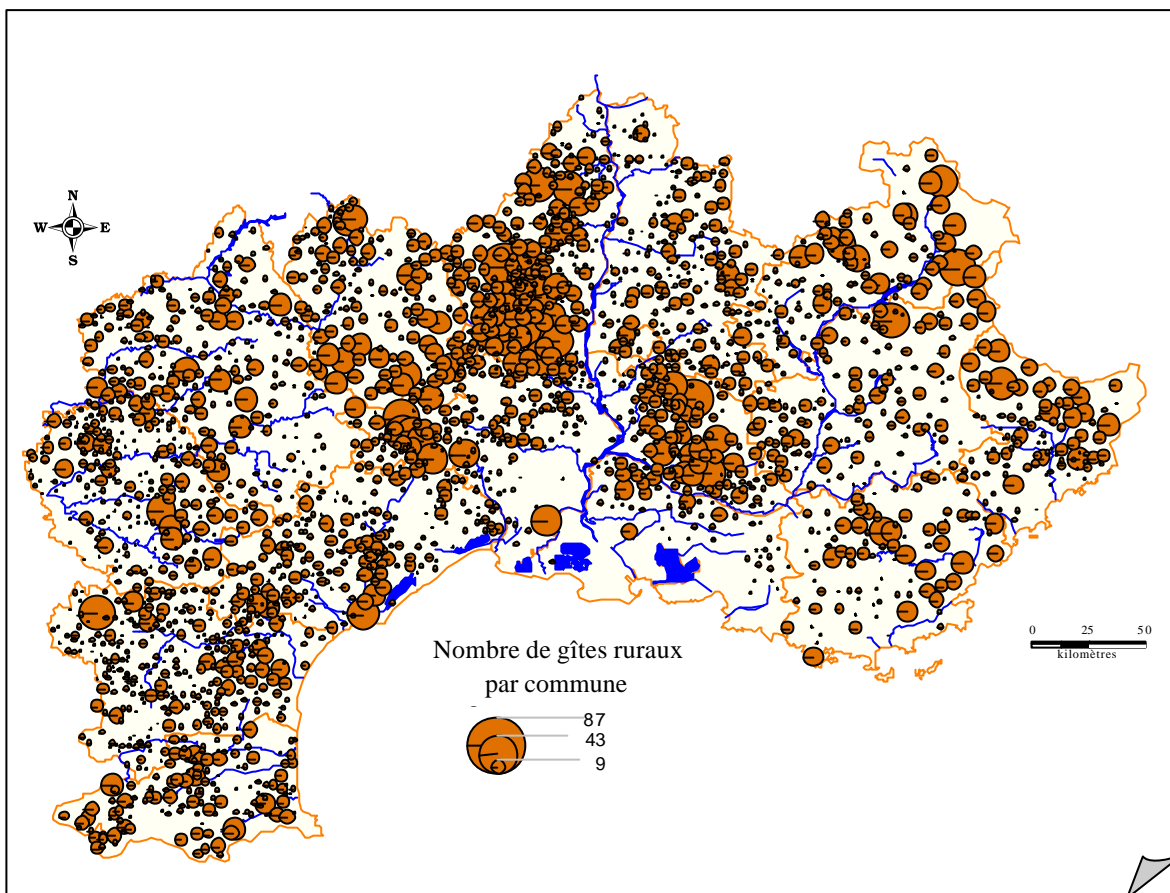 N
W E
S
0 25 50
kilomètres
Nombre de gîtes ruraux
par commune
87
43
9